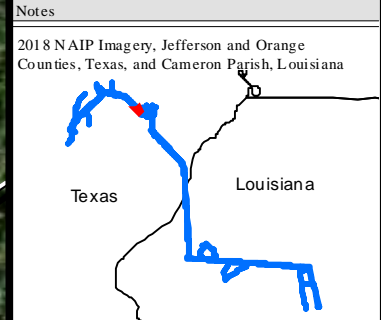 Notes
2018 NAIP Imagery, Jefferson and Orange
Counties, Texas, and Cameron Parish, Louisiana
Texas
Louisiana